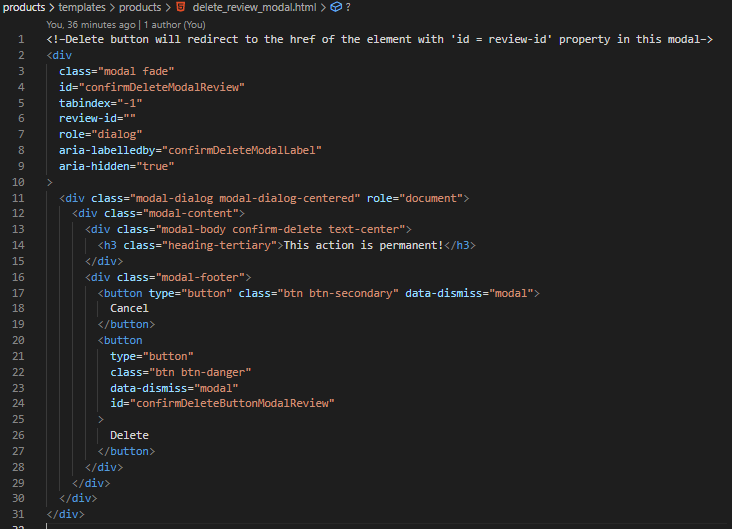 products > templates > products > delete_review_modal.html > ?
You, 36 minutes ago | 1 author (You)
1 <!–Delete button will redirect to the href of the element with 'id = review-id' property in this modal–>
2 <div
3 class="modal fade"
4 id="confirmDeleteModalReview"
5 tabindex="-1"
6 review-id=""
7 role="dialog"
8 aria-labelledby="confirmDeleteModalLabel"
9 aria-hidden="true"
10 >
11 <div class="modal-dialog modal-dialog-centered" role="document">
12 <div class="modal-content">
13 <div class="modal-body confirm-delete text-center">
14 <h3 class="heading-tertiary">This action is permanent!</h3>
15 </div>
16 <div class="modal-footer">
17 <button type="button" class="btn btn-secondary" data-dismiss="modal">
18 Cancel
19 </button>
20 <button
21 type="button"
22 class="btn btn-danger"
23 data-dismiss="modal"
24 id="confirmDeleteButtonModalReview"
25 >
26 Delete
27 </button>
28 </div>
29 </div>
30 </div>
31 </div>
32